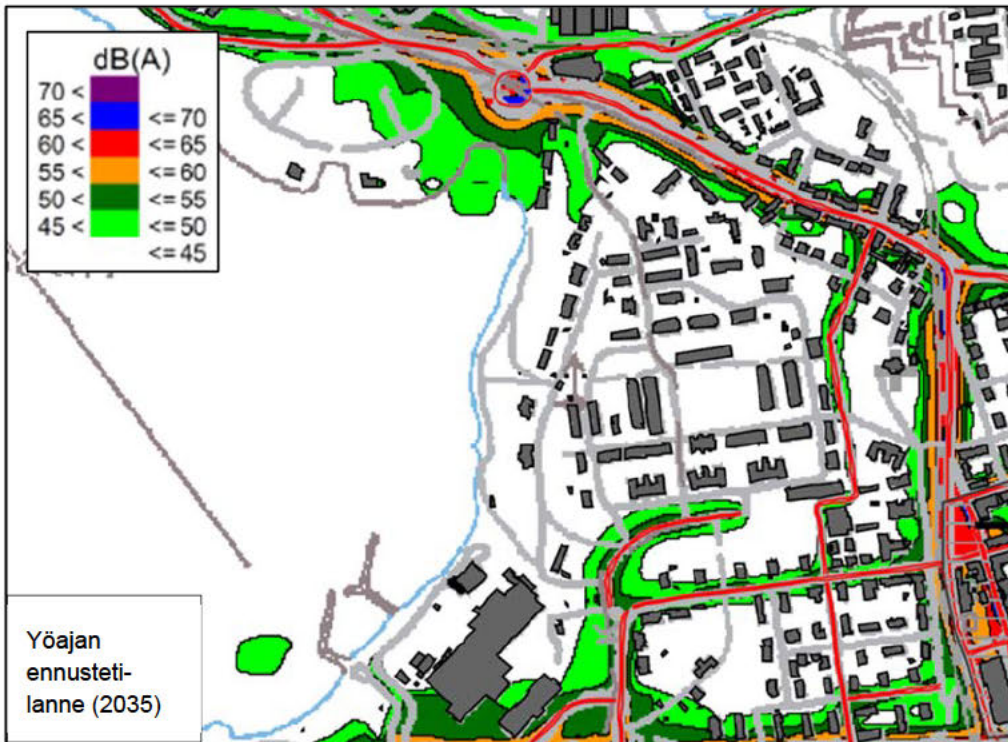 dB(A)
70 <
65 < <= 70
60 < <= 65
55 < <= 60
50 < <= 55
45 < <= 50
<= 45
Yöajan
ennusteti-
lanne (2035)